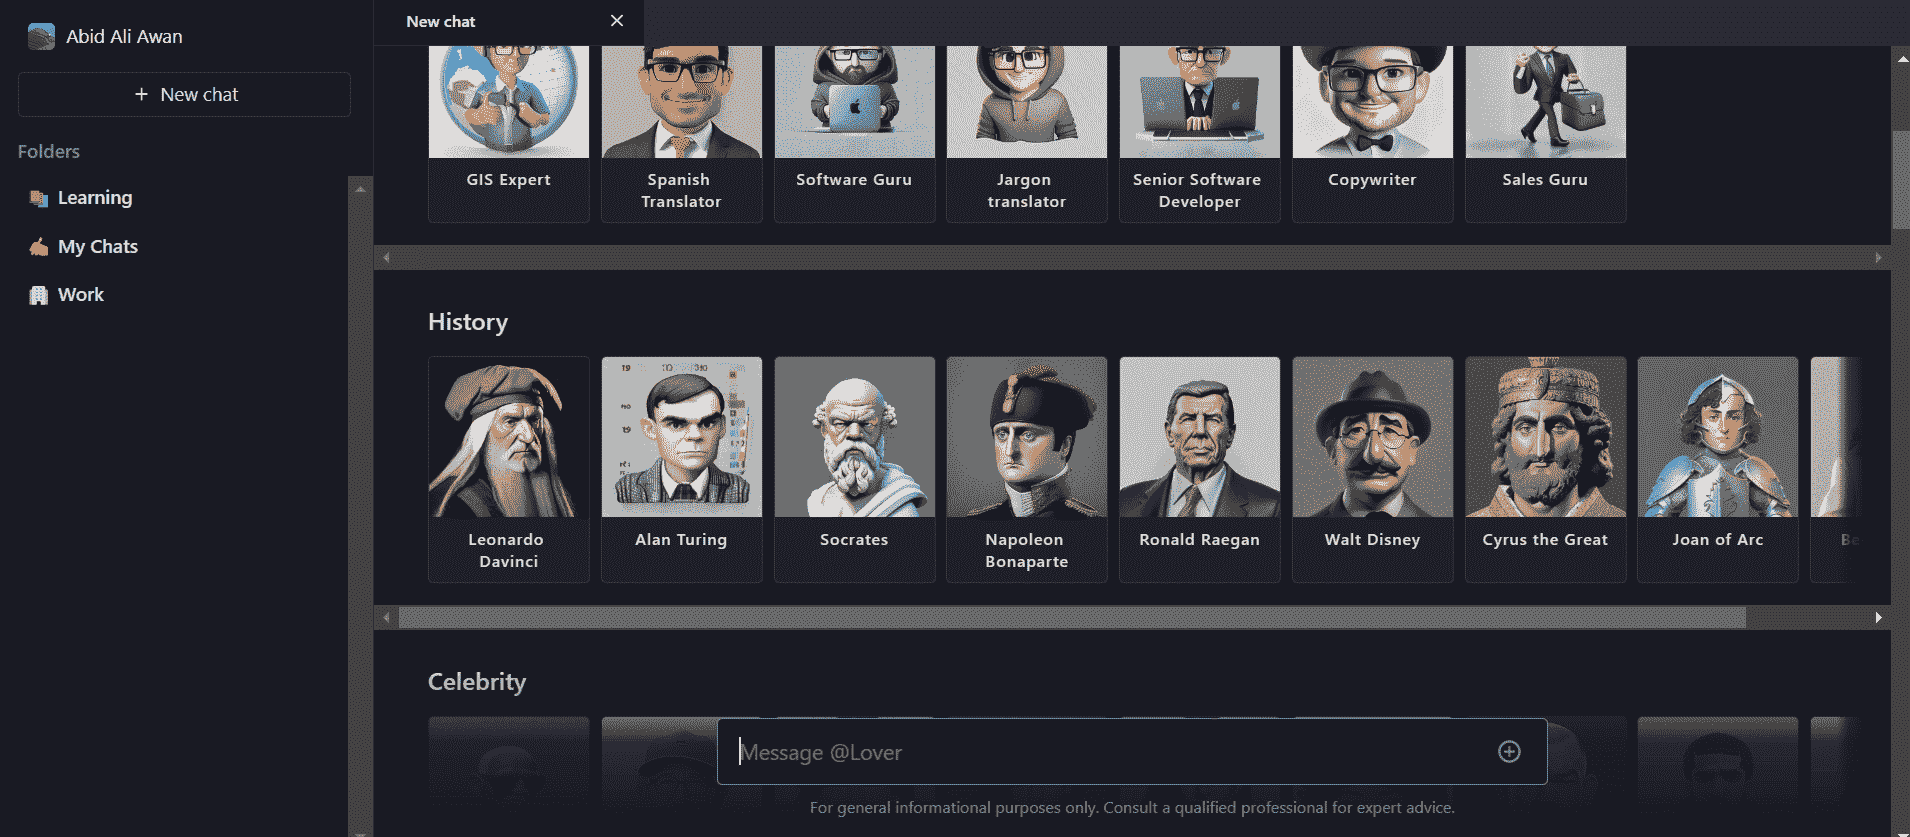 Abid Ali Awan
+ New chat
Folders
Learning
My Chats
Work
New chat
GIS Expert
Spanish
Translator
Software Guru
Jargon
translator
Senior Software
Developer
Copywriter
Sales Guru
History
Leonardo
Davinci
Alan Turing
Socrates
Napoleon
Bonaparte
Ronald Raegan
Walt Disney
Cyrus the Great
Joan of Arc
Be
Celebrity
Message @Lover
For general informational purposes only. Consult a qualified professional for expert advice.